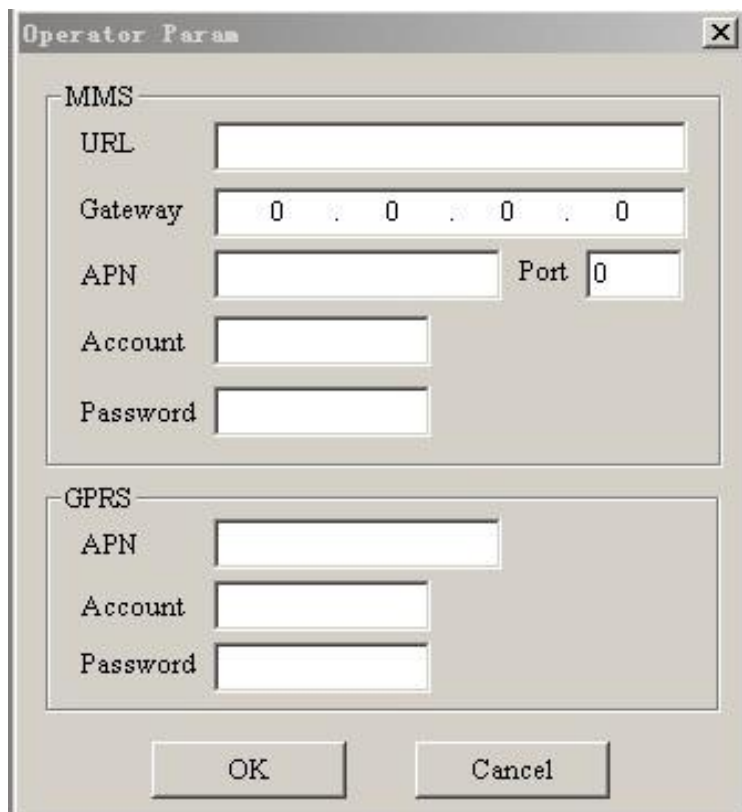 Operator Param
MMS
URL
Gateway 0 . 0 . 0 . 0
APN Port 0
Account
Password
GPRS
APN
Account
Password
OK Cancel